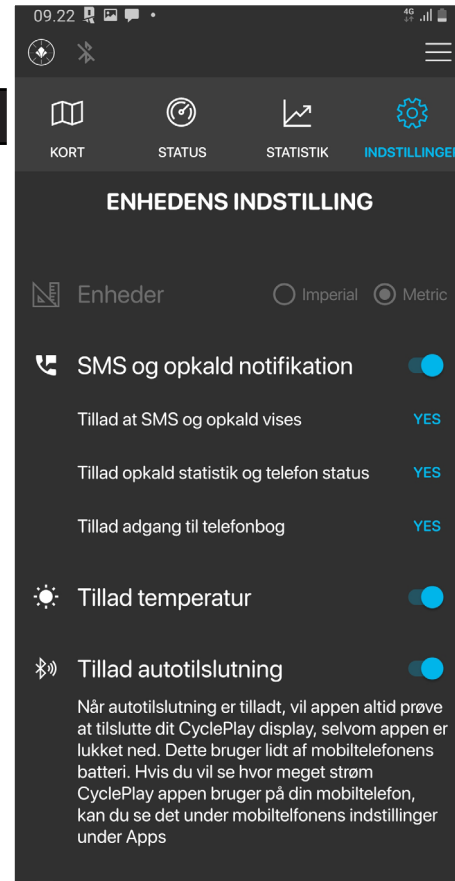 09.22
4G
KORT STATUS STATISTIK INDSTILLINGER
ENHEDENS INDSTILLING
Enheder Imperial Metric
SMS og opkald notifikation
Tillad at SMS og opkald vises YES
Tillad opkald statistik og telefon status YES
Tillad adgang til telefonbog YES
Tillad temperatur
Tillad autotilslutning
Når autotilslutning er tilladt, vil appen altid prøve
at tilslutte dit CyclePlay display, selvom appen er
lukket ned. Dette bruger lidt af mobiltelefonens
batteri. Hvis du vil se hvor meget strøm
CyclePlay appen bruger på din mobiltelefon,
kan du se det under mobiltelfonens indstillinger
under Apps